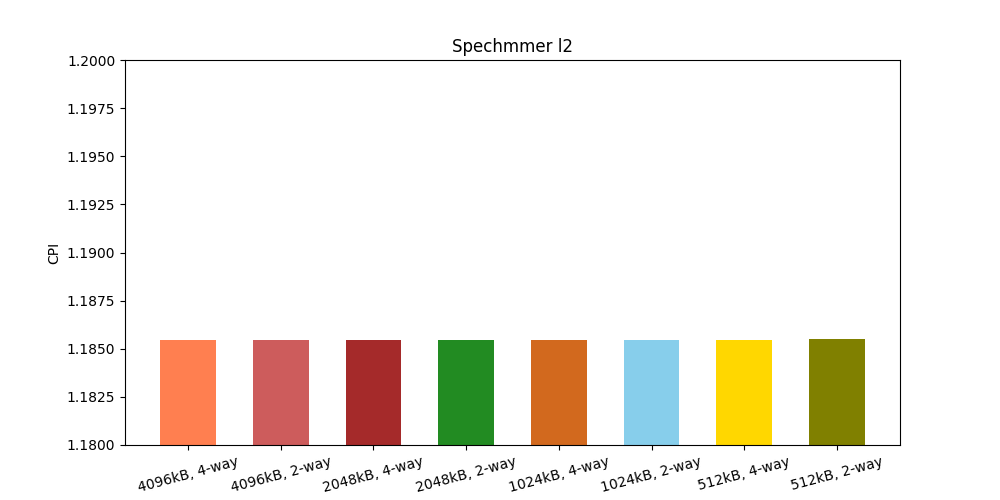 Spechmmer l2
CPI
1.2000
1.1975
1.1950
1.1925
1.1900
1.1875
1.1850
1.1825
1.1800
4096kB, 4-way
4096kB, 2-way
2048kB, 4-way
2048kB, 2-way
1024kB, 4-way
1024kB, 2-way
512kB, 4-way
512kB, 2-way